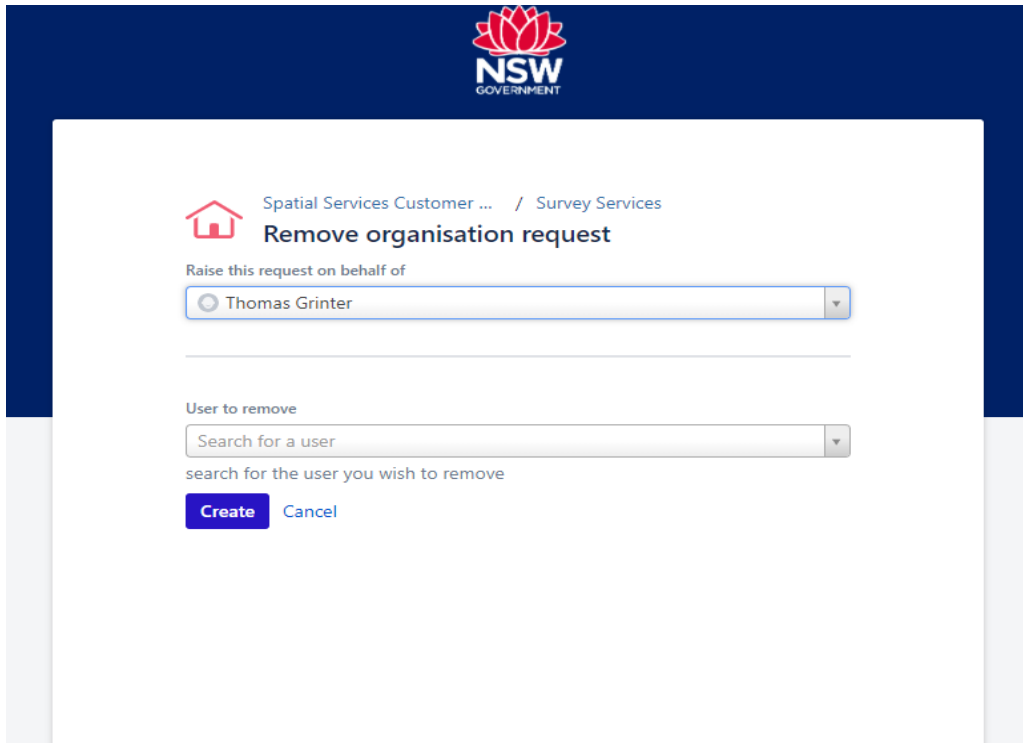 NSW
GOVERNMENT
Spatial Services Customer ... / Survey Services
Remove organisation request
Raise this request on behalf of
Thomas Grinter
User to remove
Search for a user
search for the user you wish to remove
Create Cancel